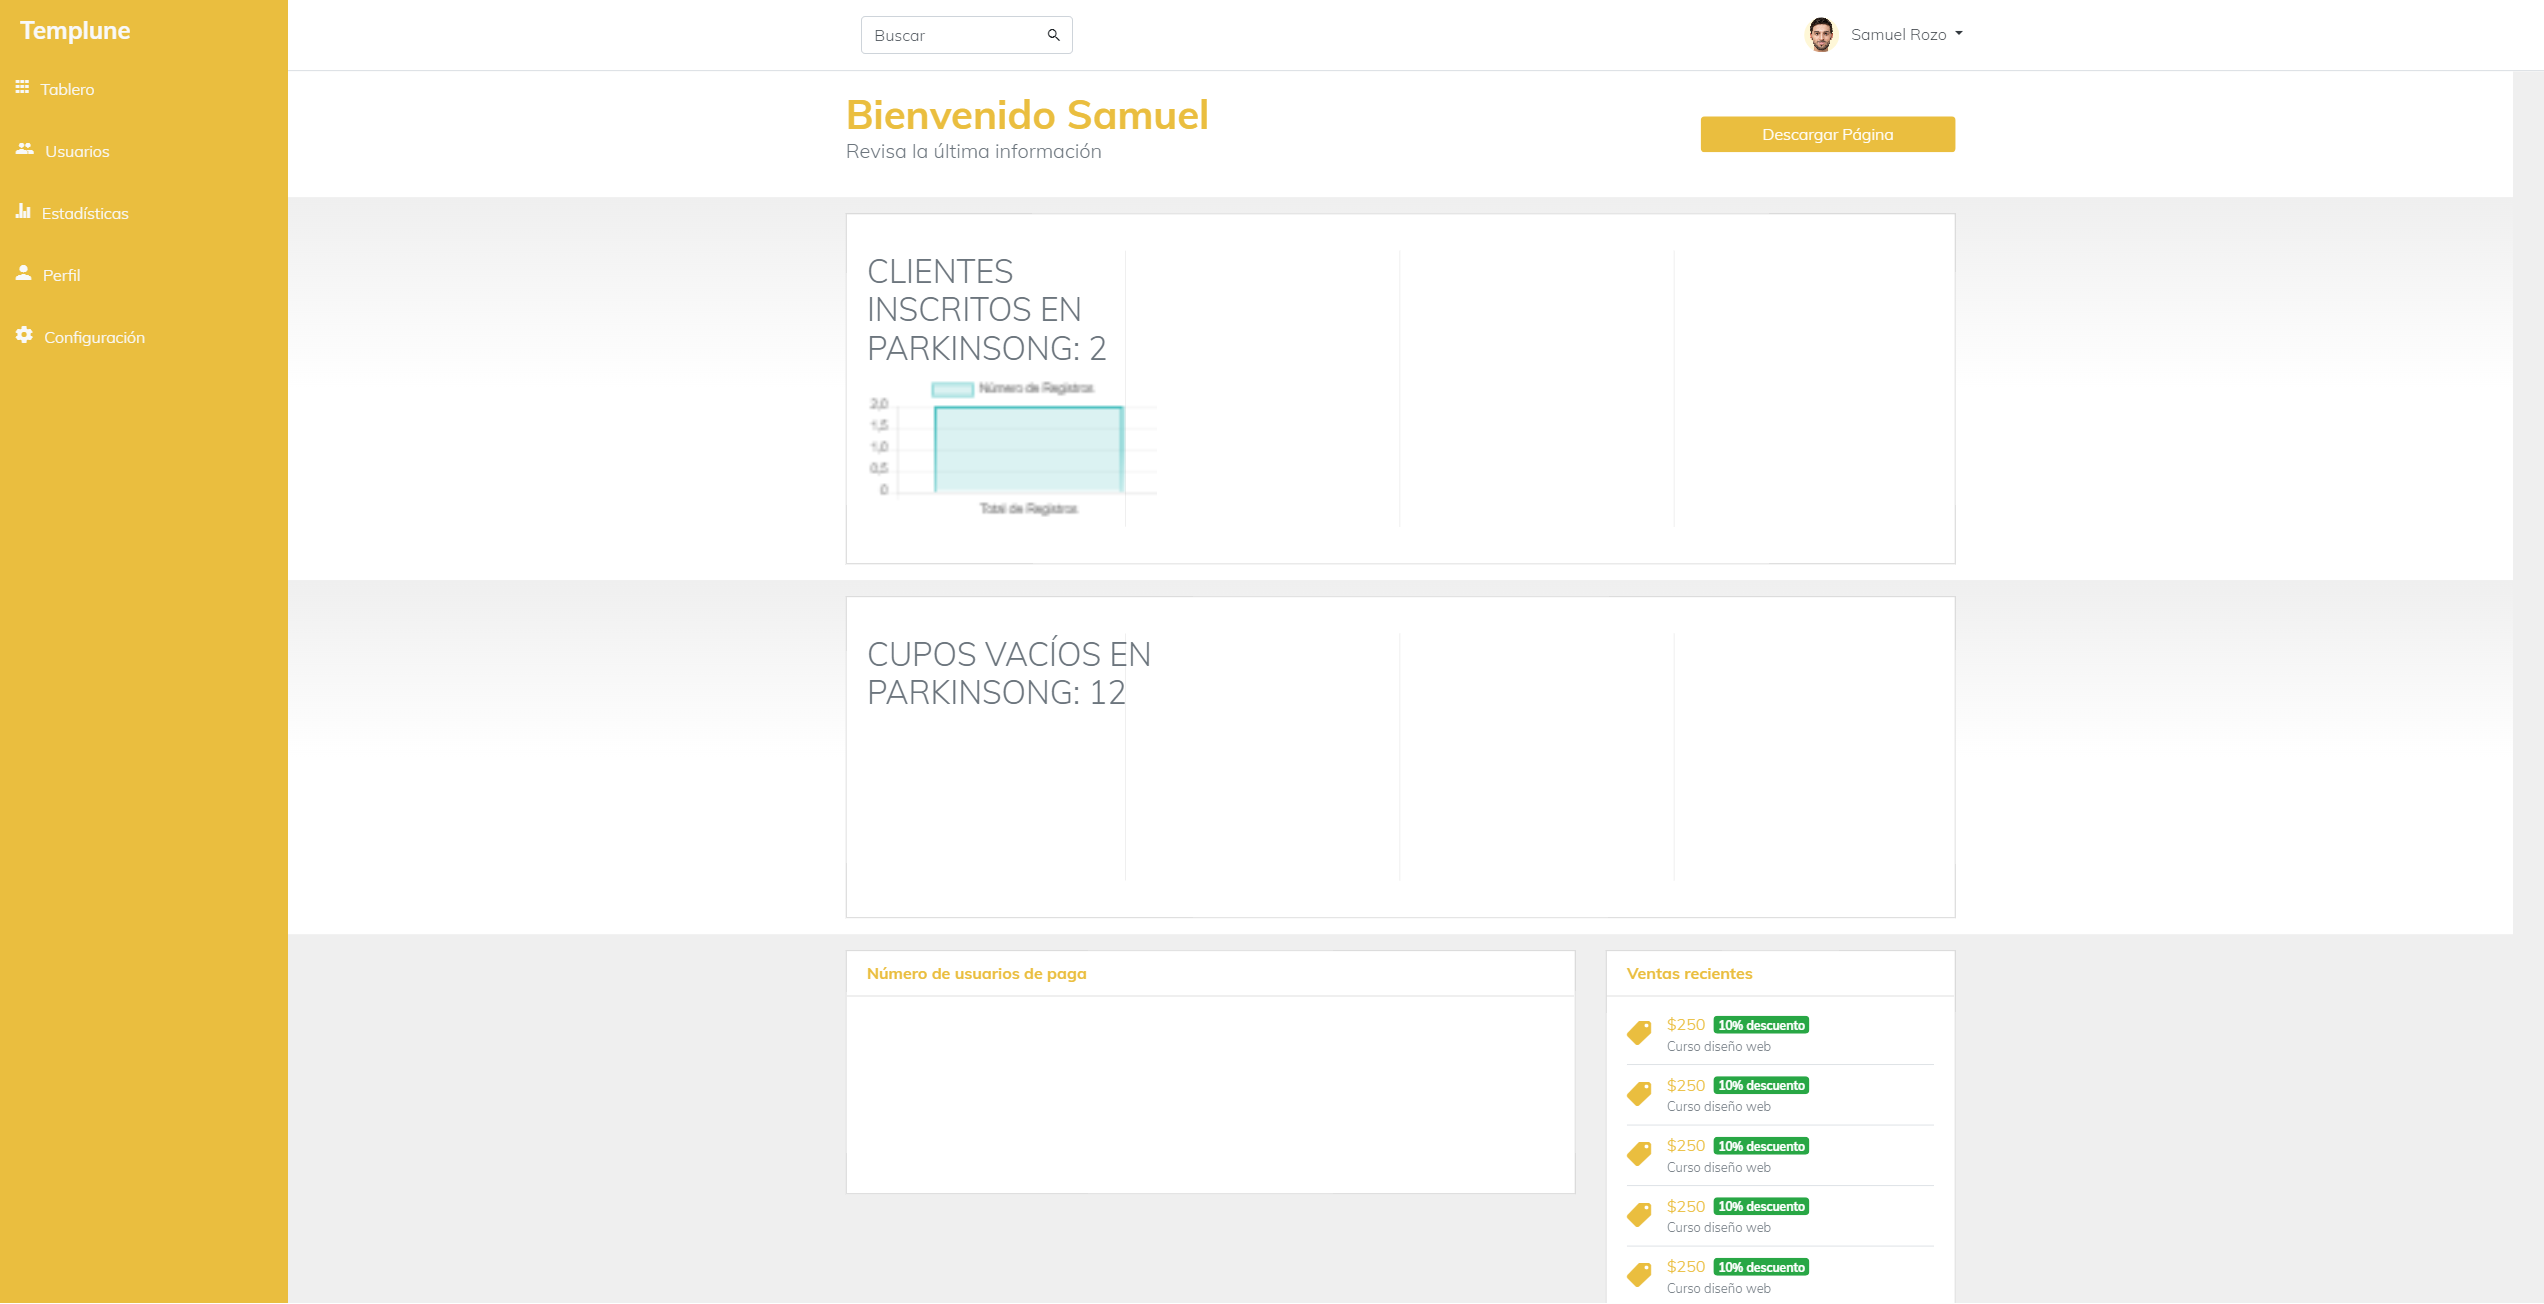 Templune
Tablero
Usuarios
Estadísticas
Perfil
Configuración
Buscar
Samuel Rozo
Bienvenido Samuel
Revisa la última información
Descargar Página
CLIENTES
INSCRITOS EN
PARKINSONG: 2
Número de Registros
2,0
1,5
1,0
0,5
0
Total de Registros
CUPOS VACÍOS EN
PARKINSONG: 12
Número de usuarios de paga
Ventas recientes
$250 10% descuento
Curso diseño web
$250 10% descuento
Curso diseño web
$250 10% descuento
Curso diseño web
$250 10% descuento
Curso diseño web
$250 10% descuento
Curso diseño web